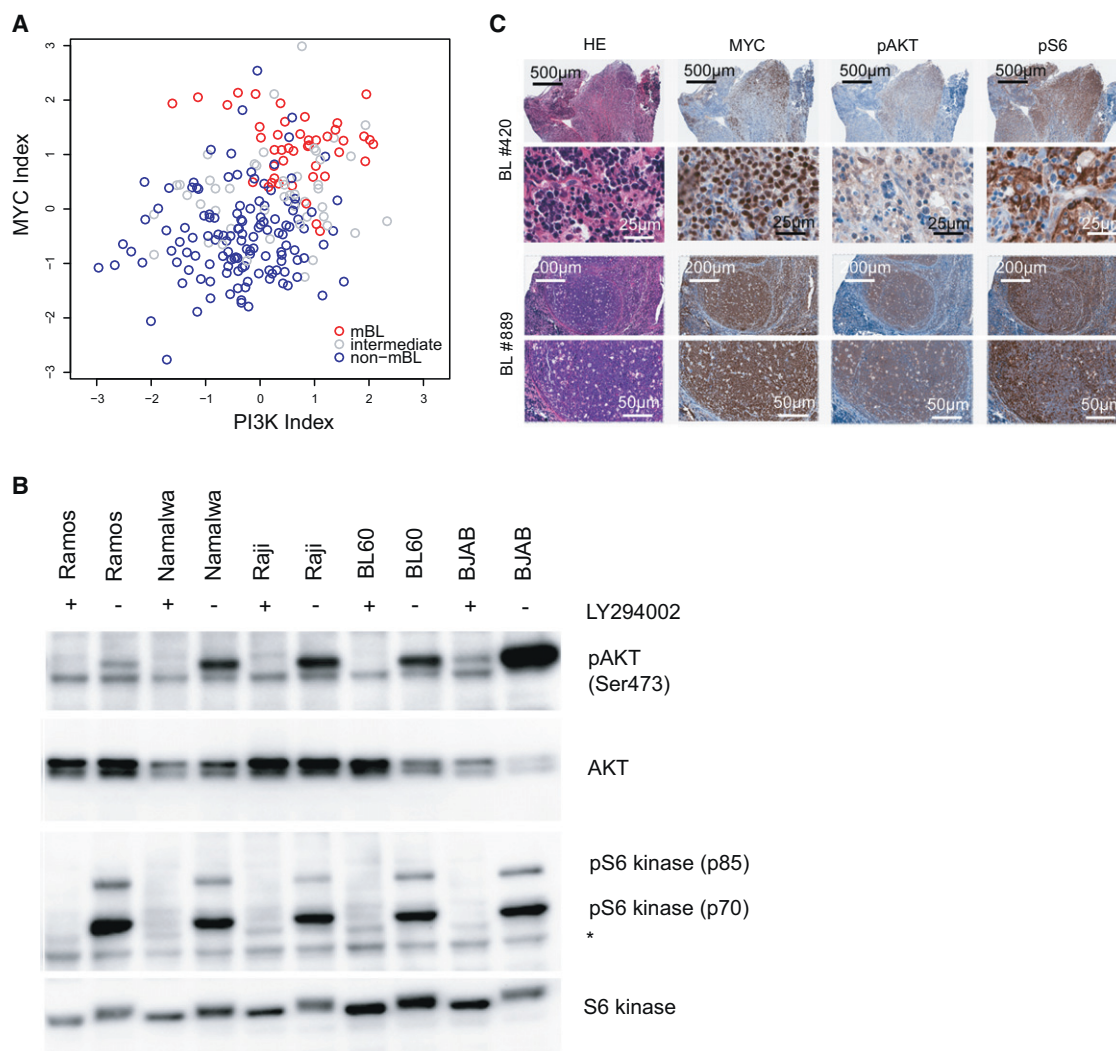 A
MYC Index
3
2
1
0
-1
-2
-3
mBL
intermediate
non-mBL
-3 -2 -1 0 1 2 3
PI3K Index
C
HE MYC pAKT pS6
BL #420
500µm 500µm 500µm 500µm
25µm 25µm 25µm 25µm
BL #889
200µm 200µm 200µm 200µm
50µm 50µm 50µm 50µm
B
Ramos Ramos Namalwa Namalwa Raji Raji BL60 BL60 BJAB BJAB
+ - + - + - + - + - LY294002
pAKT
(Ser473)
AKT
pS6 kinase (p85)
pS6 kinase (p70)
*
S6 kinase